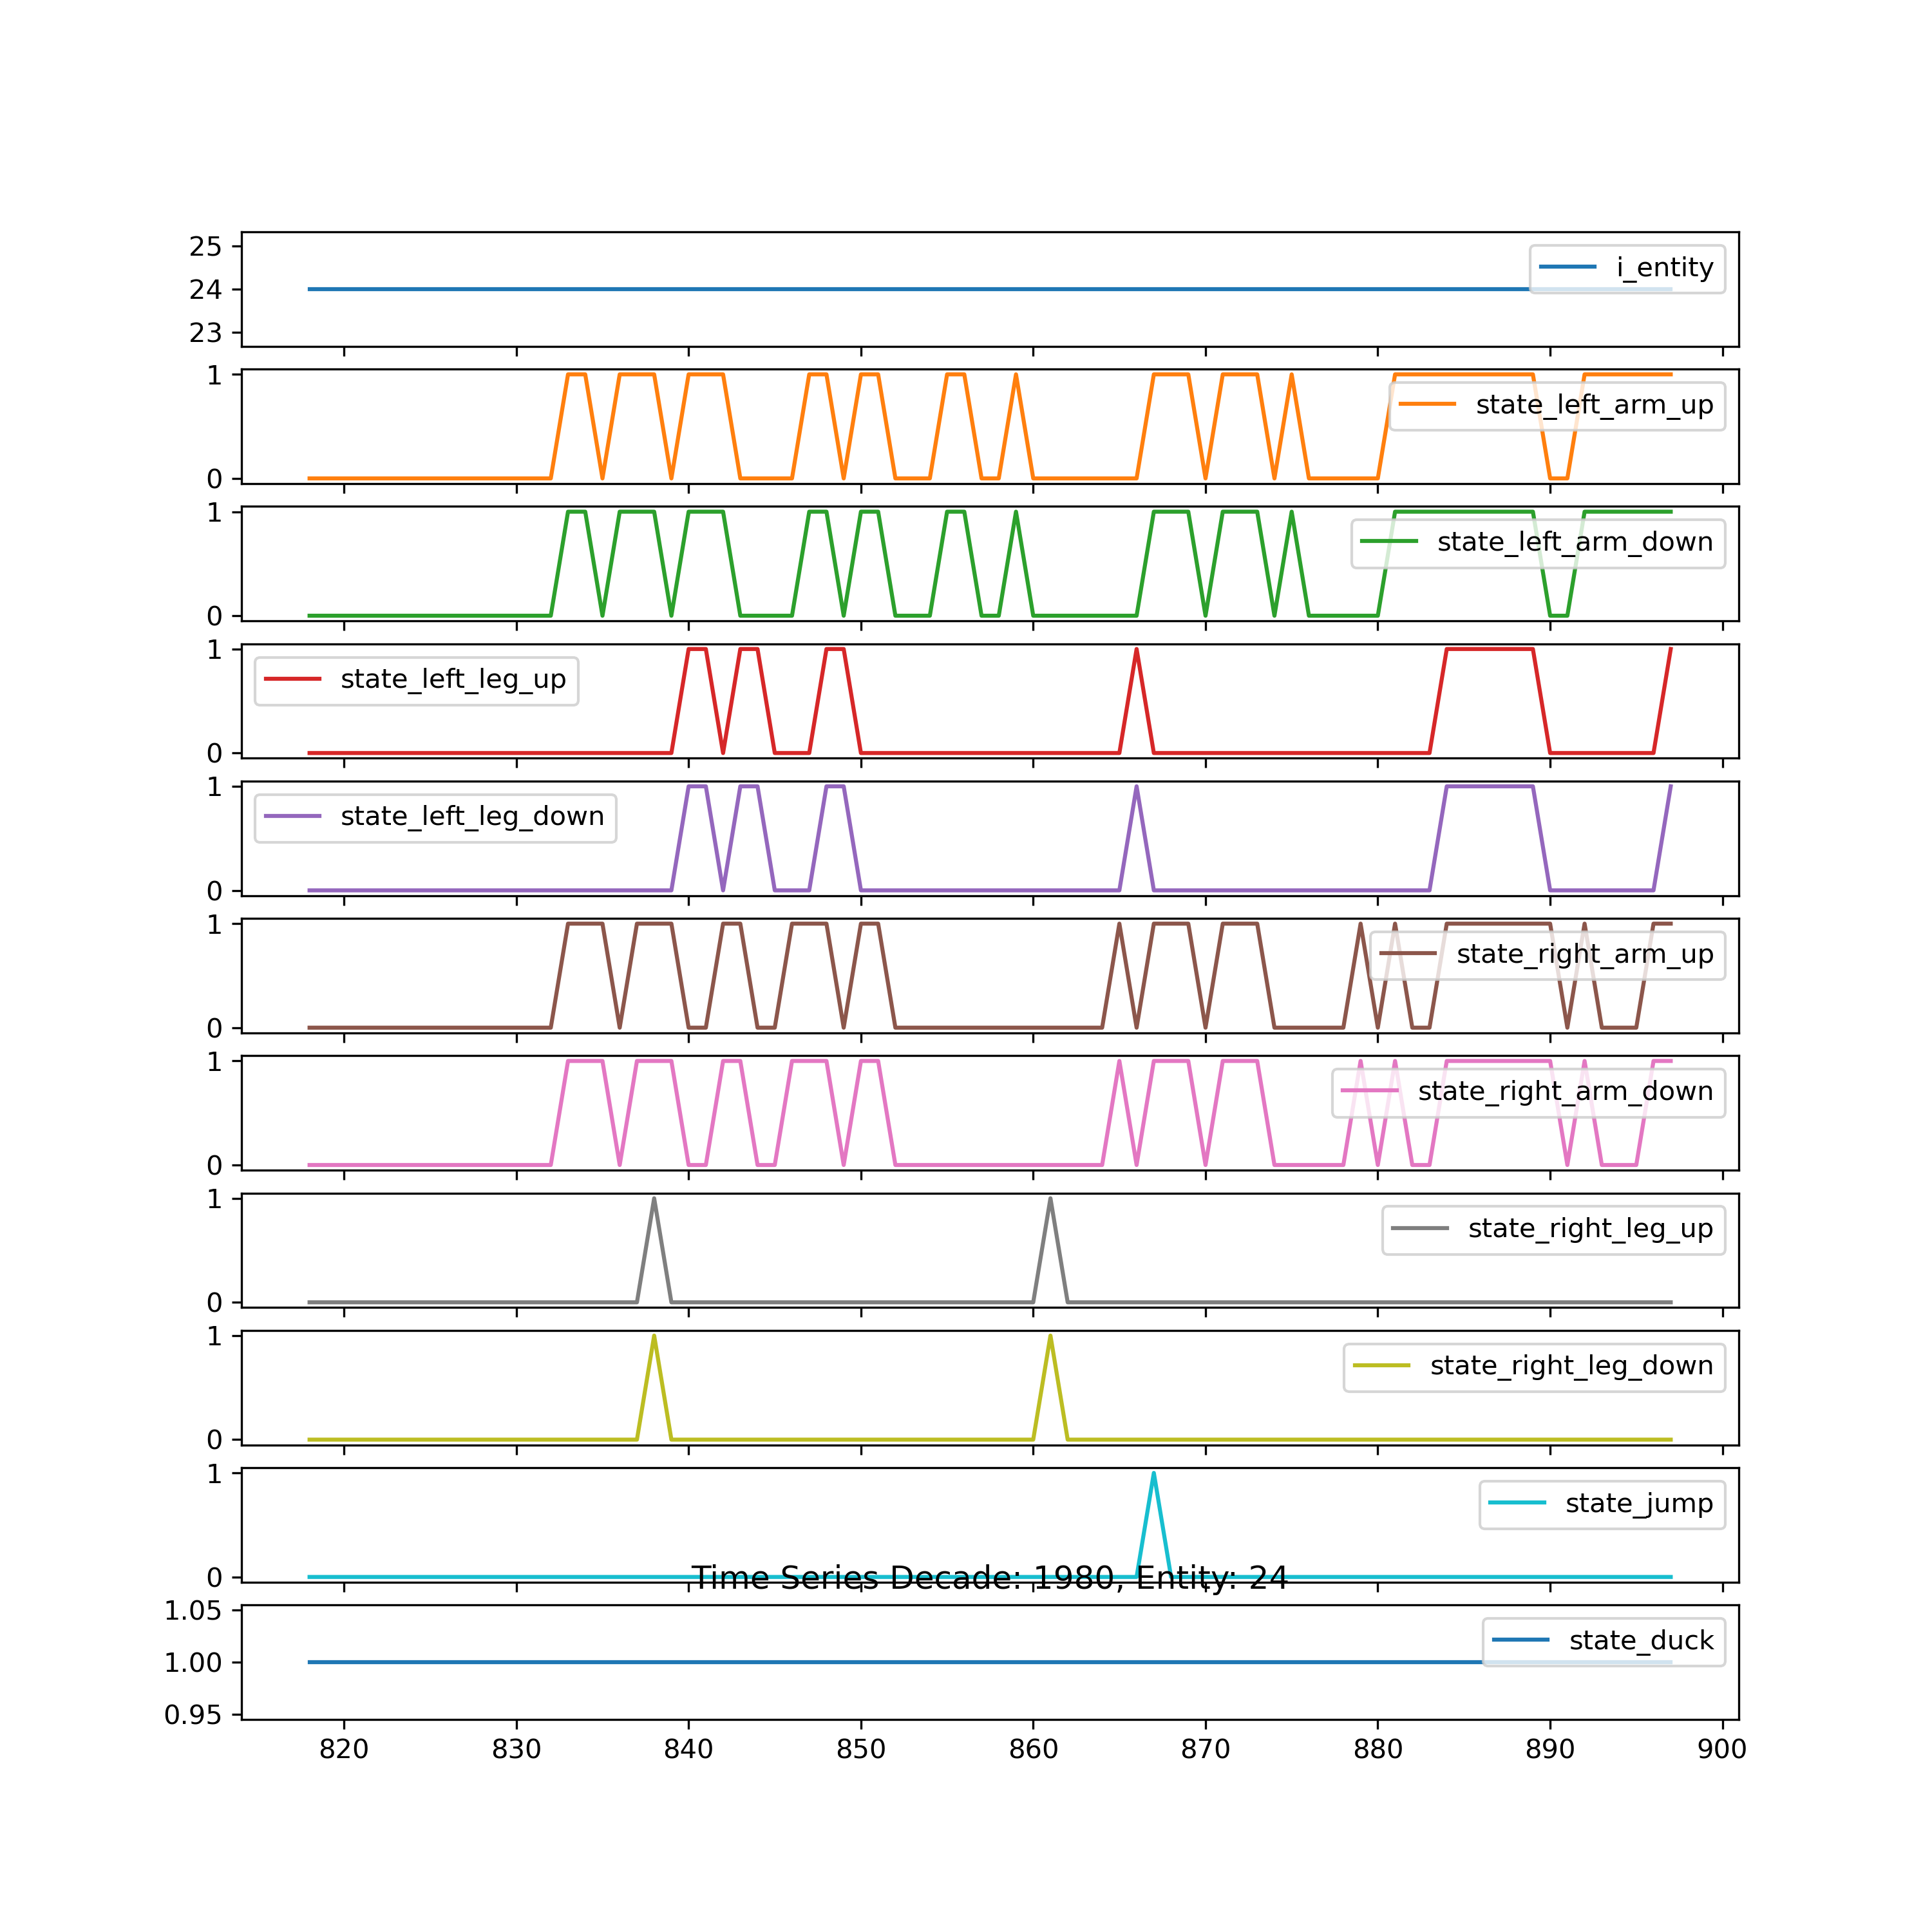 25
24
23
i_entity
1
0
state_left_arm_up
1
0
state_left_arm_down
1
0
state_left_leg_up
1
0
state_left_leg_down
1
0
state_right_arm_up
1
0
state_right_arm_down
1
0
state_right_leg_up
1
0
state_right_leg_down
1
0
state_jump
Time Series Decade: 1980, Entity: 24
1.05
1.00
0.95
state_duck
820 830 840 850 860 870 880 890 900